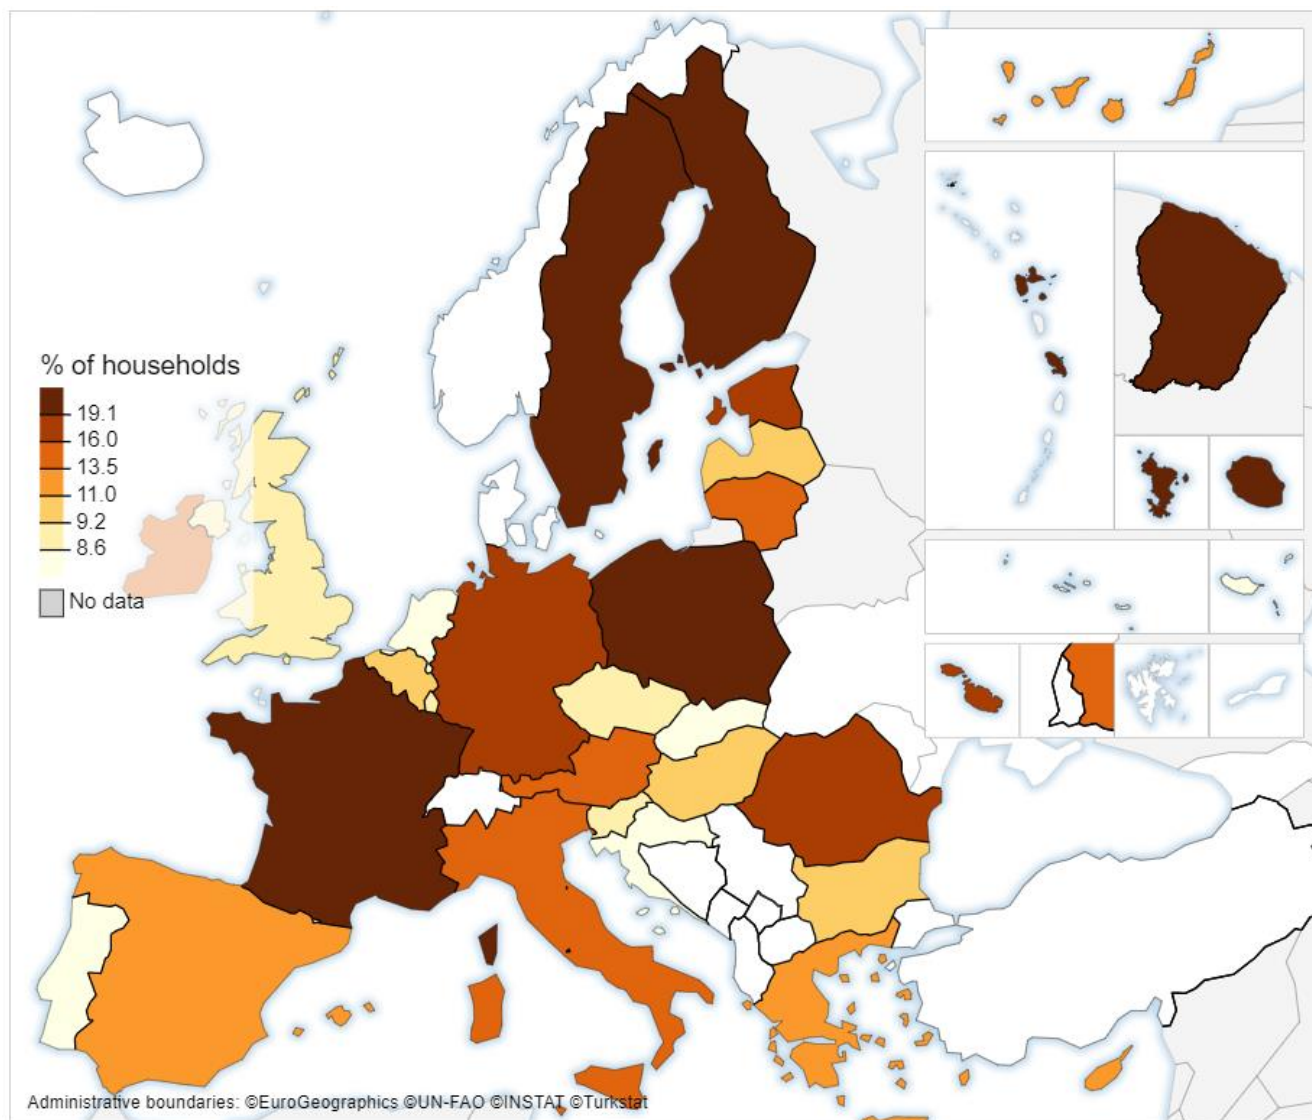 % of households
19.1
16.0
13.5
11.0
9.2
8.6
No data
Administrative boundaries: ©EuroGeographics ©UN-FAO ©INSTAT ©Turkstat